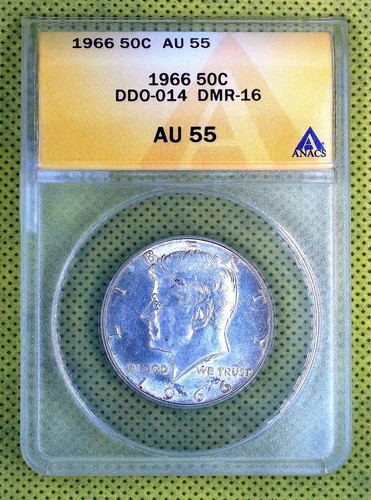 1966 50C AU 55
1966 50C
DDO-014 DMR-16
AU 55
ANACS
LIBERTY
IN GOD WE TRUST
1966